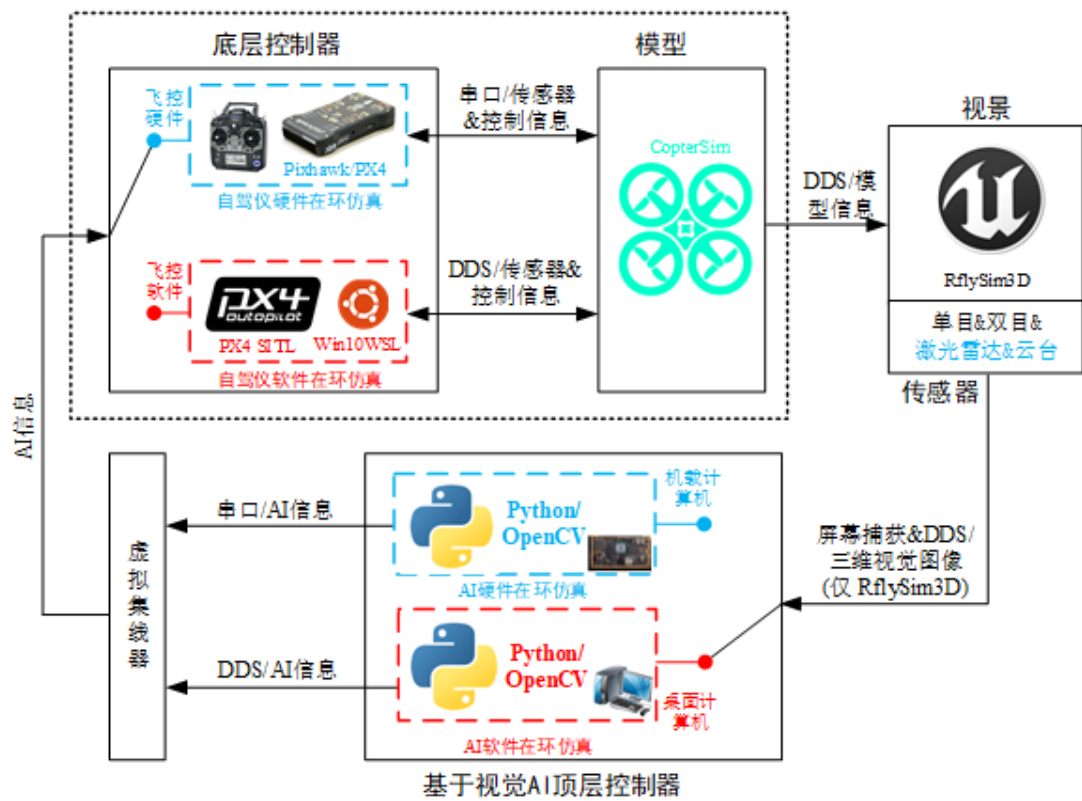 底层控制器
模型
飞控
硬件
Pixhawk/PX4
自驾仪硬件在环仿真
串口/传感器
&控制信息
CopterSim
飞控
软件
px4
autopilot
PX4 SITL
Win10WSL
自驾仪软件在环仿真
DDS/传感器&
控制信息
DDS/模
型信息
视景
RflySim3D
单目&双目&
激光雷达&云台
传感器
AI信息
虚
拟
集
线
器
串口/AI信息
DDS/AI信息
Python/
OpenCV
机载计
算机
AI硬件在环仿真
Python/
OpenCV
桌面计
算机
AI软件在环仿真
屏幕捕获&DDS/
三维视觉图像
(仅 RflySim3D)
基于视觉AI顶层控制器